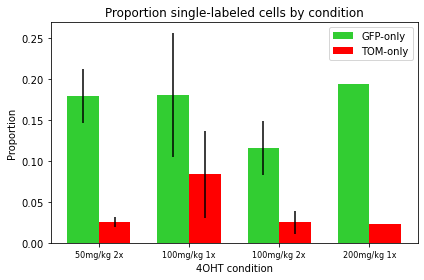 Proportion single-labeled cells by condition
GFP-only
TOM-only
0.25
0.20
0.15
0.10
0.05
0.00
Proportion
50mg/kg 2x
100mg/kg 1x
100mg/kg 2x
200mg/kg 1x
4OHT condition